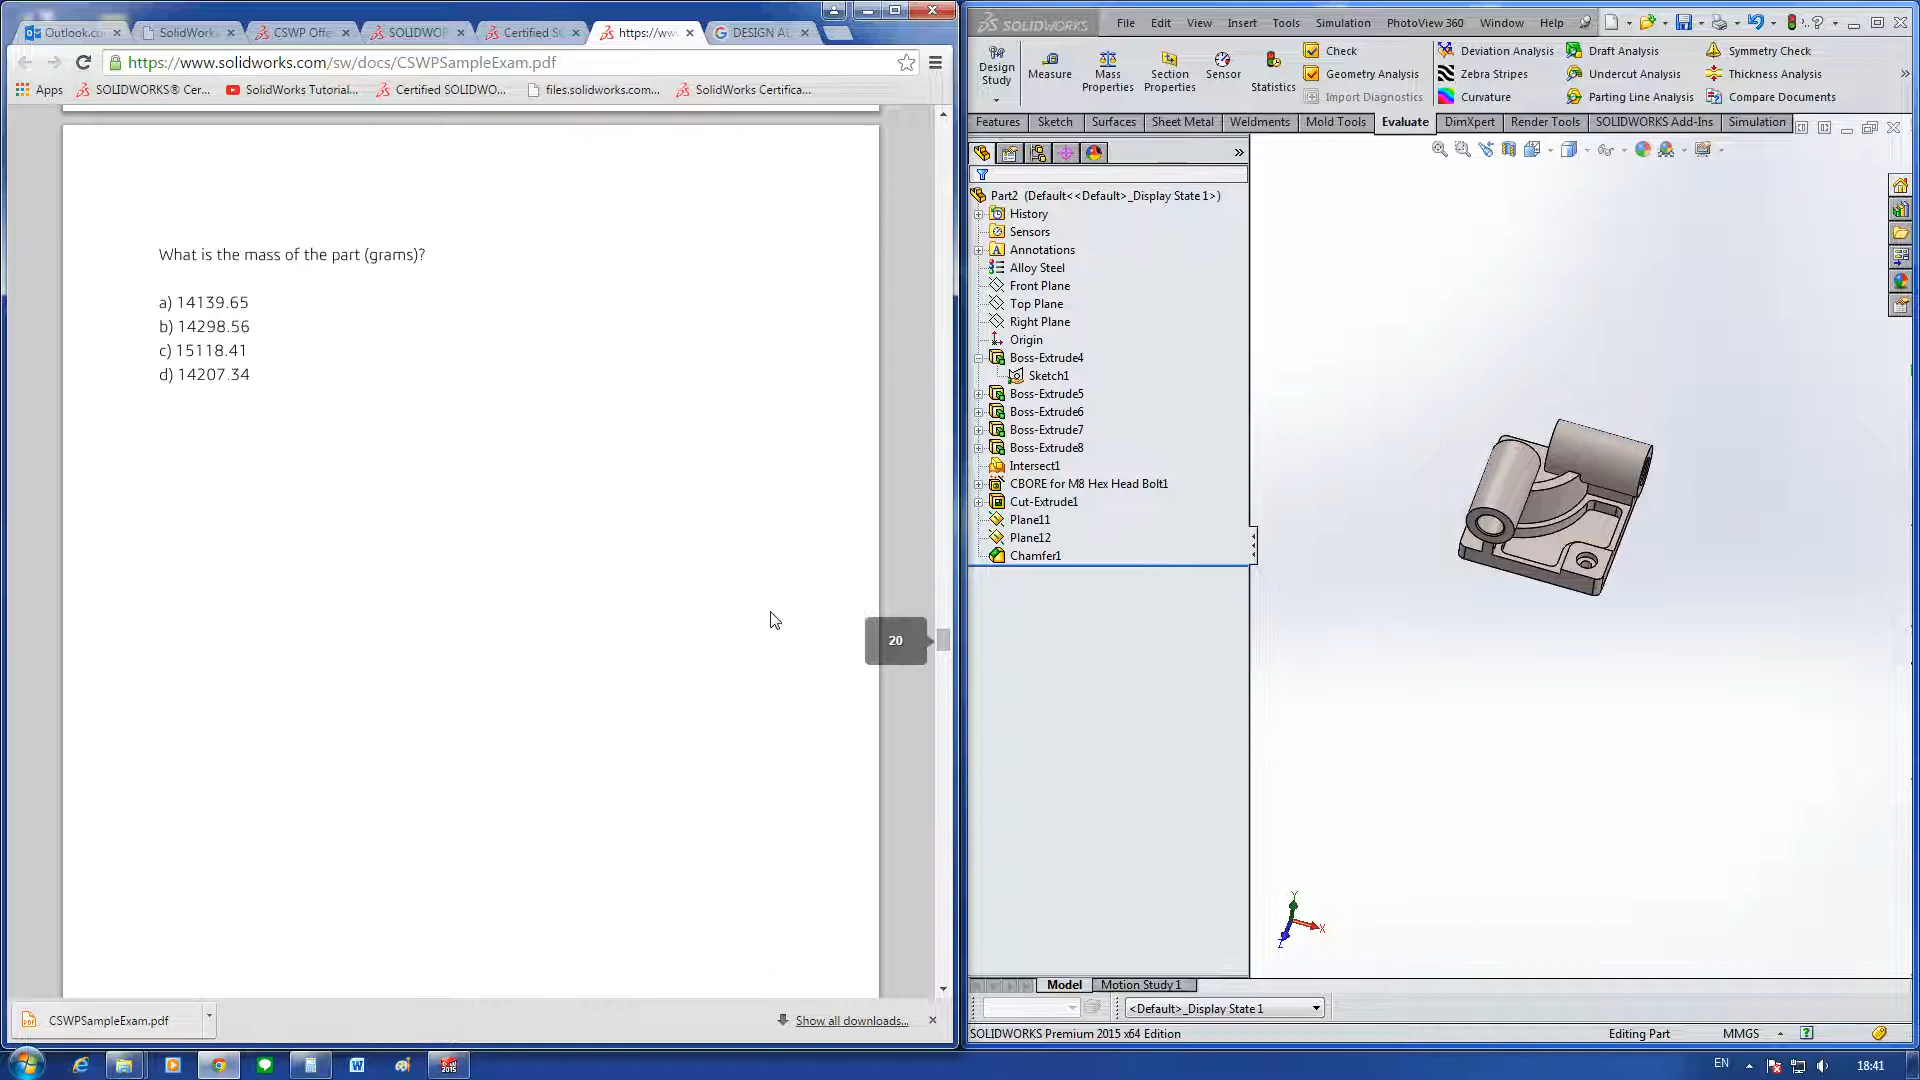 Outlook.co
SolidWork
CSWP Offe
SOLIDWOR
Certified SO
https://ww
DESIGN AL
https://www.solidworks.com/sw/docs/CSWPSampleExam.pdf
Apps
SOLIDWORKS® Cer...
SolidWorks Tutorial...
Certified SOLIDWO...
files.solidworks.com...
SolidWorks Certifica...
What is the mass of the part (grams)?
a) 14139.65
b) 14298.56
c) 15118.41
d) 14207.34
20
CSWPSampleExam.pdf
Show all downloads...
SOLIDWORKS
File
Edit
View
Insert
Tools
Simulation
PhotoView 360
Window
Help
Design Study
Measure
Mass Properties
Section Properties
Sensor
Statistics
Check
Geometry Analysis
Import Diagnostics
Deviation Analysis
Zebra Stripes
Curvature
Draft Analysis
Undercut Analysis
Parting Line Analysis
Symmetry Check
Thickness Analysis
Compare Documents
Features
Sketch
Surfaces
Sheet Metal
Weldments
Mold Tools
Evaluate
DimXpert
Render Tools
SOLIDWORKS Add-Ins
Simulation
Part2 (Default<<Default>_Display State 1>)
History
Sensors
Annotations
Alloy Steel
Front Plane
Top Plane
Right Plane
Origin
Boss-Extrude4
Sketch1
Boss-Extrude5
Boss-Extrude6
Boss-Extrude7
Boss-Extrude8
Intersect1
CBORE for M8 Hex Head Bolt1
Cut-Extrude1
Plane11
Plane12
Chamfer1
Y
X
Z
Model
Motion Study 1
<Default>_Display State 1
SOLIDWORKS Premium 2015 x64 Edition
Editing Part
MMGS
EN
18:41